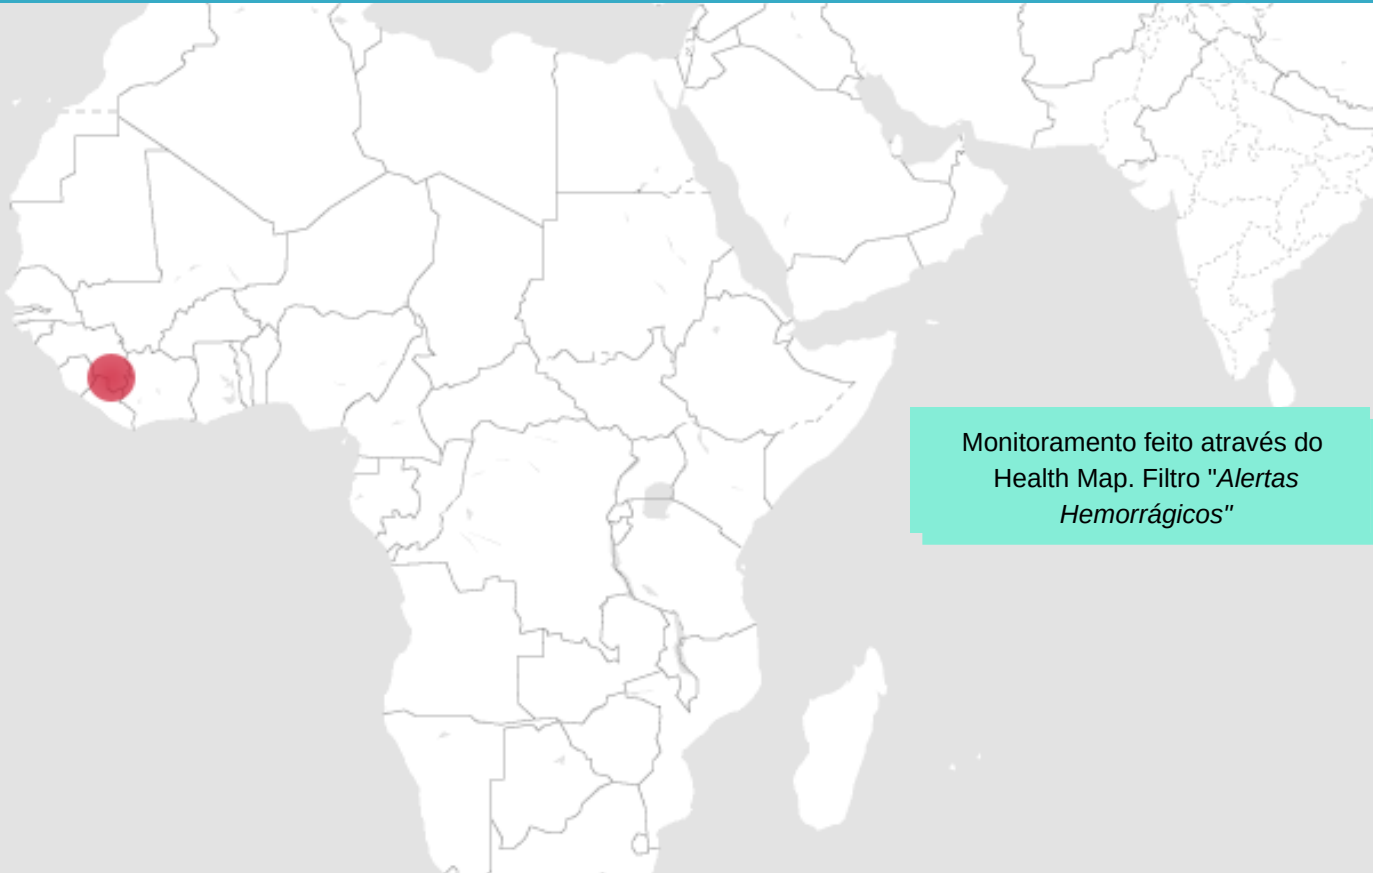 Monitoramento feito através do
Health Map. Filtro "Alertas
Hemorrágicos"